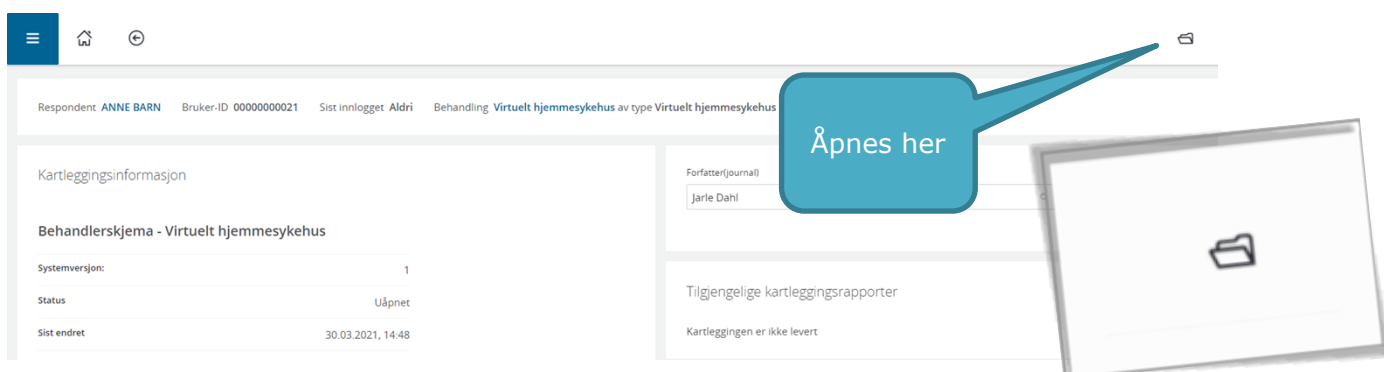 Åpnes her
Respondent ANNE BARN Bruker-ID 00000000021 Sist innlogget Aldri Behandling Virtuelt hjemmesykehus av type Virtuelt hjemmesykehus
Kartleggingsinformasjon
Behandlerskjema - Virtuelt hjemmesykehus
Systemversjon: 1
Status Uåpnet
Sist endret 30.03.2021, 14:48
Forfatter(journal)
Jarle Dahl
Tilgjengelige kartleggingsrapporter
Kartleggingen er ikke levert